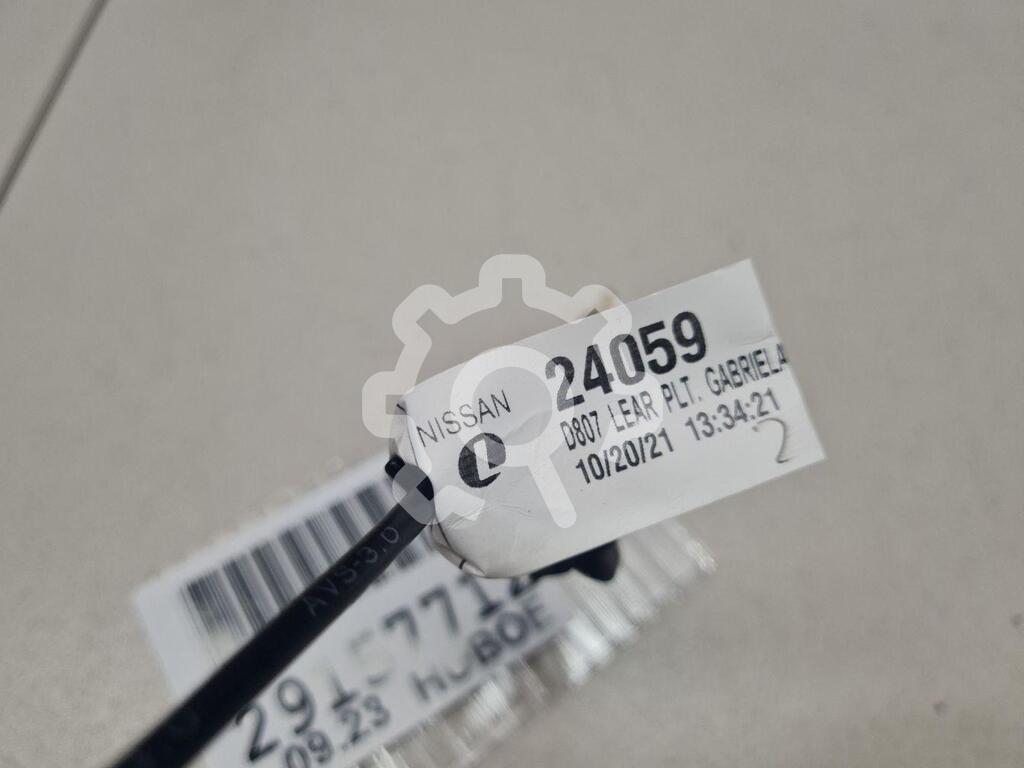 NISSAN
24059
D807 LEAR PLT. GABRIELA
10/20/21 13:34:21
2
AVS-3.0
09.23 НОВОЕ